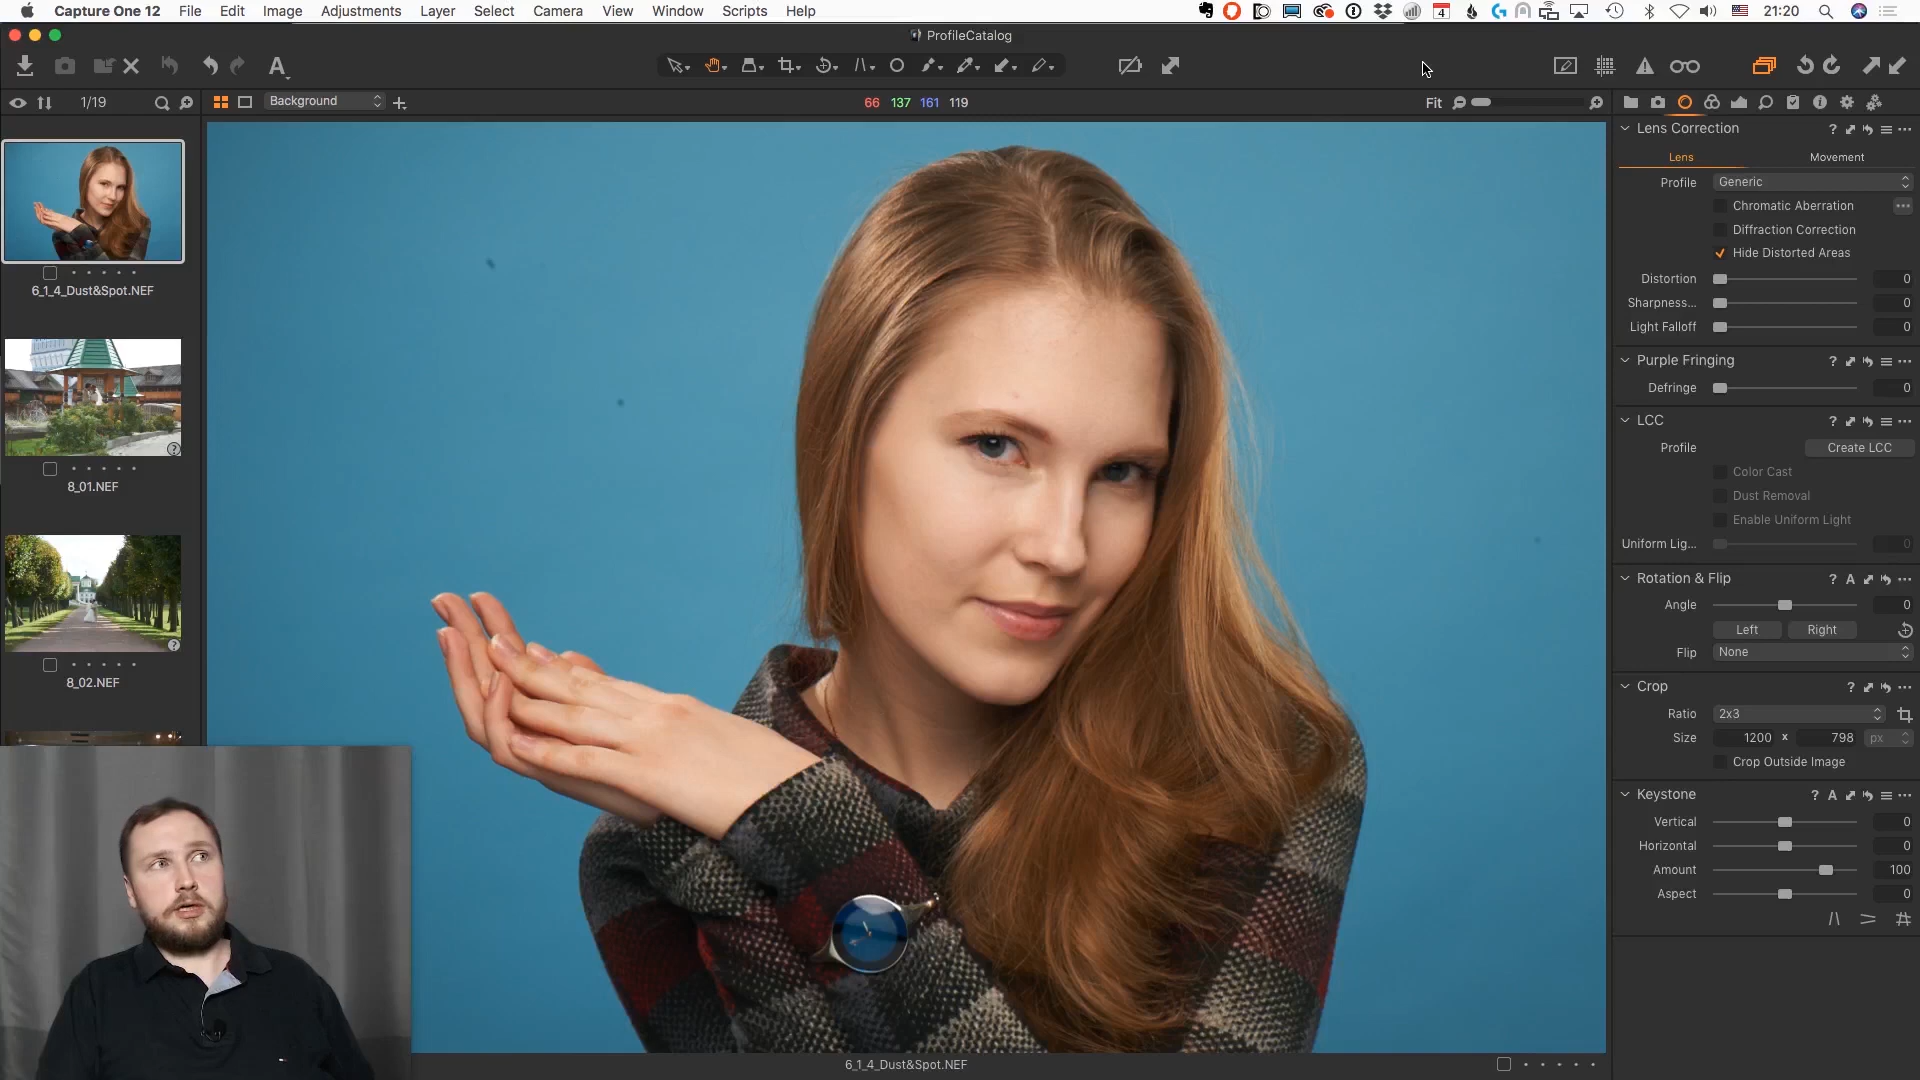 Capture One 12 File Edit Image Adjustments Layer Select Camera View Window Scripts Help 4 21:20
ProfileCatalog
1/19 Background 66 137 161 119 Fit
6_1_4_Dust&Spot.NEF
8_01.NEF
8_02.NEF
6_1_4_Dust&Spot.NEF
Lens Correction
Lens Movement
Profile Generic
Chromatic Aberration
Diffraction Correction
Hide Distorted Areas
Distortion 0
Sharpness... 0
Light Falloff 0
Purple Fringing
Defringe 0
LCC
Profile Create LCC
Color Cast
Dust Removal
Enable Uniform Light
Uniform Lig... 0
Rotation & Flip
Angle 0
Left Right
Flip None
Crop
Ratio 2x3
Size 1200 x 798 px
Crop Outside Image
Keystone
Vertical 0
Horizontal 0
Amount 100
Aspect 0